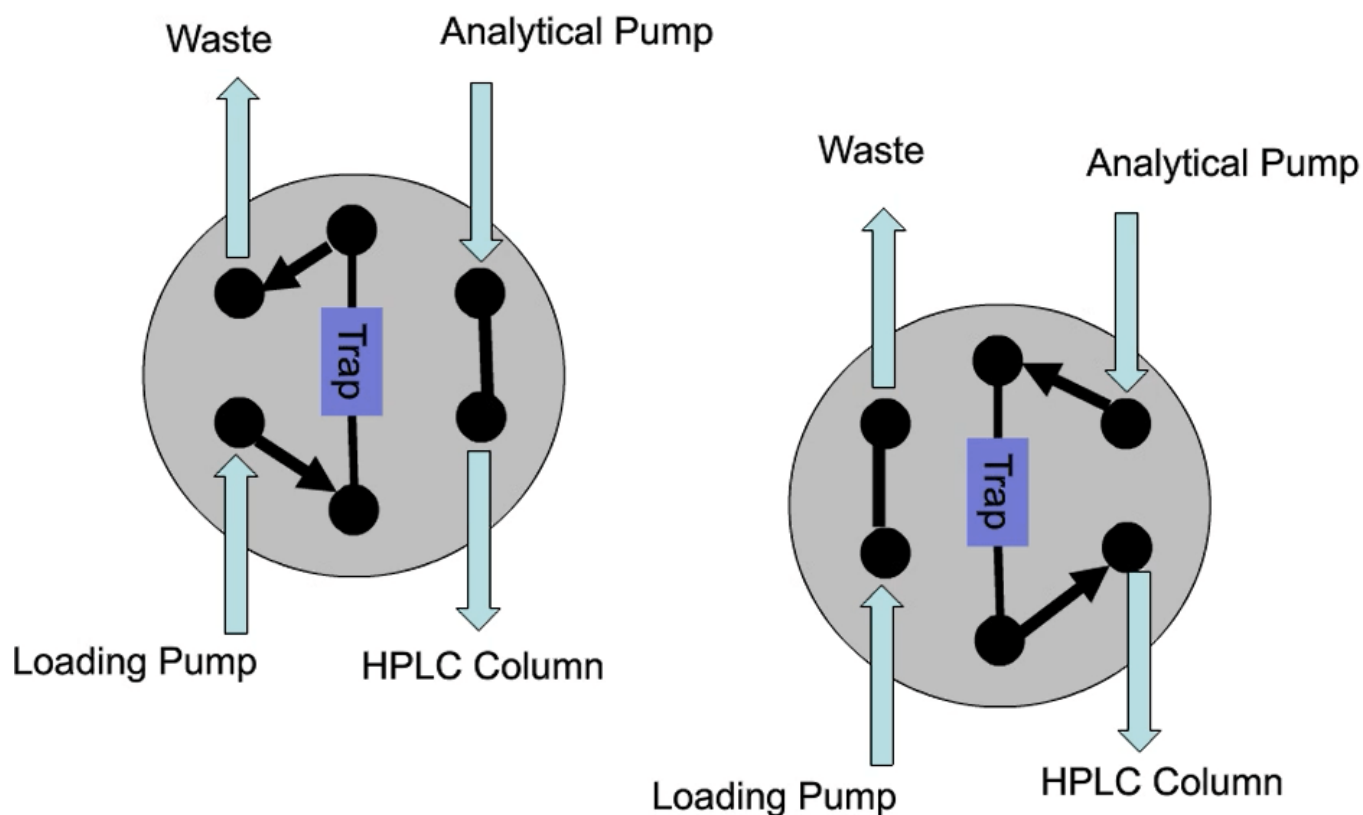 Waste
Analytical Pump
Trap
Loading Pump
HPLC Column
Waste
Analytical Pump
Trap
Loading Pump
HPLC Column